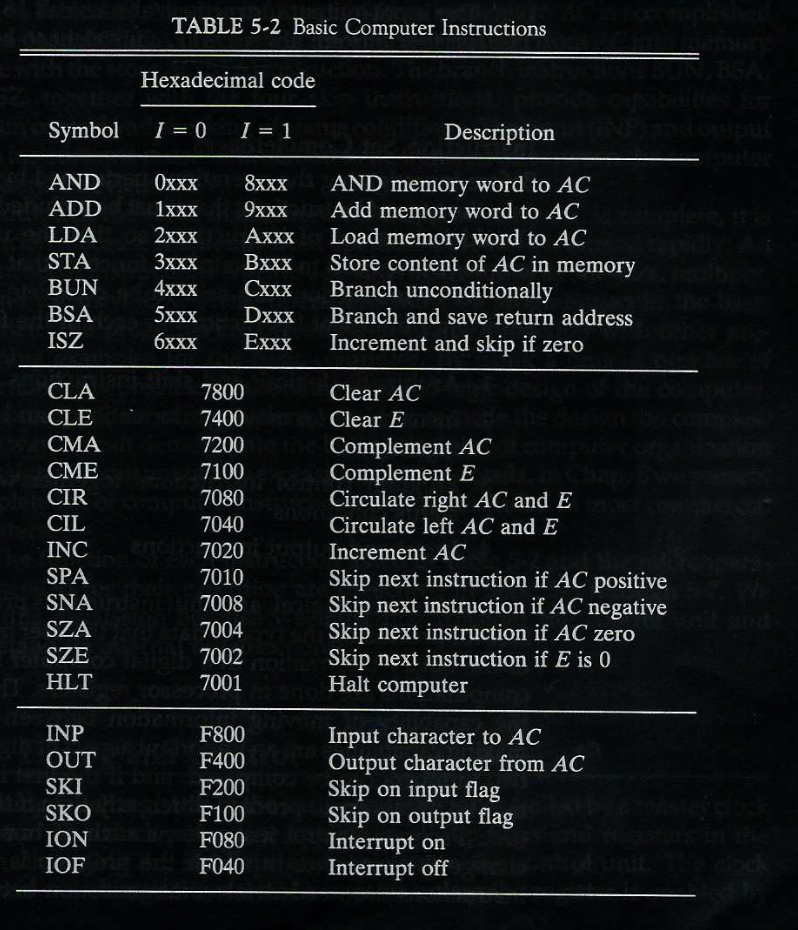 TABLE 5-2 Basic Computer Instructions
Hexadecimal code
Symbol I = 0 I = 1 Description
AND 0xxx 8xxx AND memory word to AC
ADD 1xxx 9xxx Add memory word to AC
LDA 2xxx Axxx Load memory word to AC
STA 3xxx Bxxx Store content of AC in memory
BUN 4xxx Cxxx Branch unconditionally
BSA 5xxx Dxxx Branch and save return address
ISZ 6xxx Exxx Increment and skip if zero
CLA 7800 Clear AC
CLE 7400 Clear E
CMA 7200 Complement AC
CME 7100 Complement E
CIR 7080 Circulate right AC and E
CIL 7040 Circulate left AC and E
INC 7020 Increment AC
SPA 7010 Skip next instruction if AC positive
SNA 7008 Skip next instruction if AC negative
SZA 7004 Skip next instruction if AC zero
SZE 7002 Skip next instruction if E is 0
HLT 7001 Halt computer
INP F800 Input character to AC
OUT F400 Output character from AC
SKI F200 Skip on input flag
SKO F100 Skip on output flag
ION F080 Interrupt on
IOF F040 Interrupt off